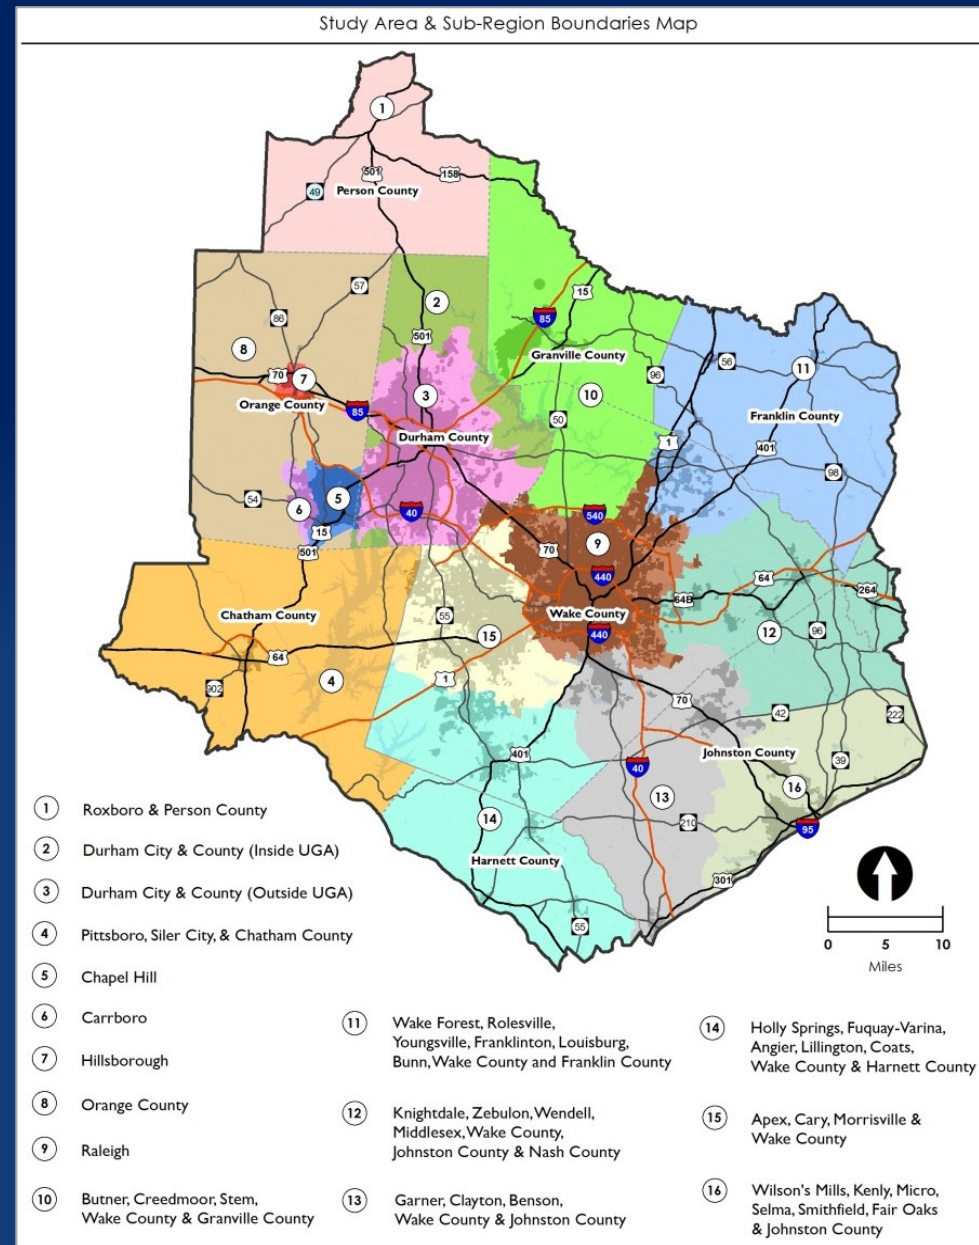 Study Area & Sub-Region Boundaries Map
1
501
158
49
Person County
57
2
15
86
85
501
8
Granville County
70
7
3
10
96
56
11
Orange County
85
Durham County
50
Franklin County
1
401
98
54
6
5
40
540
15
70
9
501
440
64
264
64B
Chatham County
55
Wake County
12
96
15
440
64
4
1
902
70
42
222
401
Johnston County
40
39
13
16
14
210
95
Harnett County
301
55
0 5 10
Miles
1 Roxboro & Person County
2 Durham City & County (Inside UGA)
3 Durham City & County (Outside UGA)
4 Pittsboro, Siler City, & Chatham County
5 Chapel Hill
6 Carrboro
7 Hillsborough
8 Orange County
9 Raleigh
10 Butner, Creedmoor, Stem,
Wake County & Granville County
11 Wake Forest, Rolesville,
Youngsville, Franklinton, Louisburg,
Bunn, Wake County and Franklin County
12 Knightdale, Zebulon, Wendell,
Middlesex, Wake County,
Johnston County & Nash County
13 Garner, Clayton, Benson,
Wake County & Johnston County
14 Holly Springs, Fuquay-Varina,
Angier, Lillington, Coats,
Wake County & Harnett County
15 Apex, Cary, Morrisville &
Wake County
16 Wilson's Mills, Kenly, Micro,
Selma, Smithfield, Fair Oaks
& Johnston County